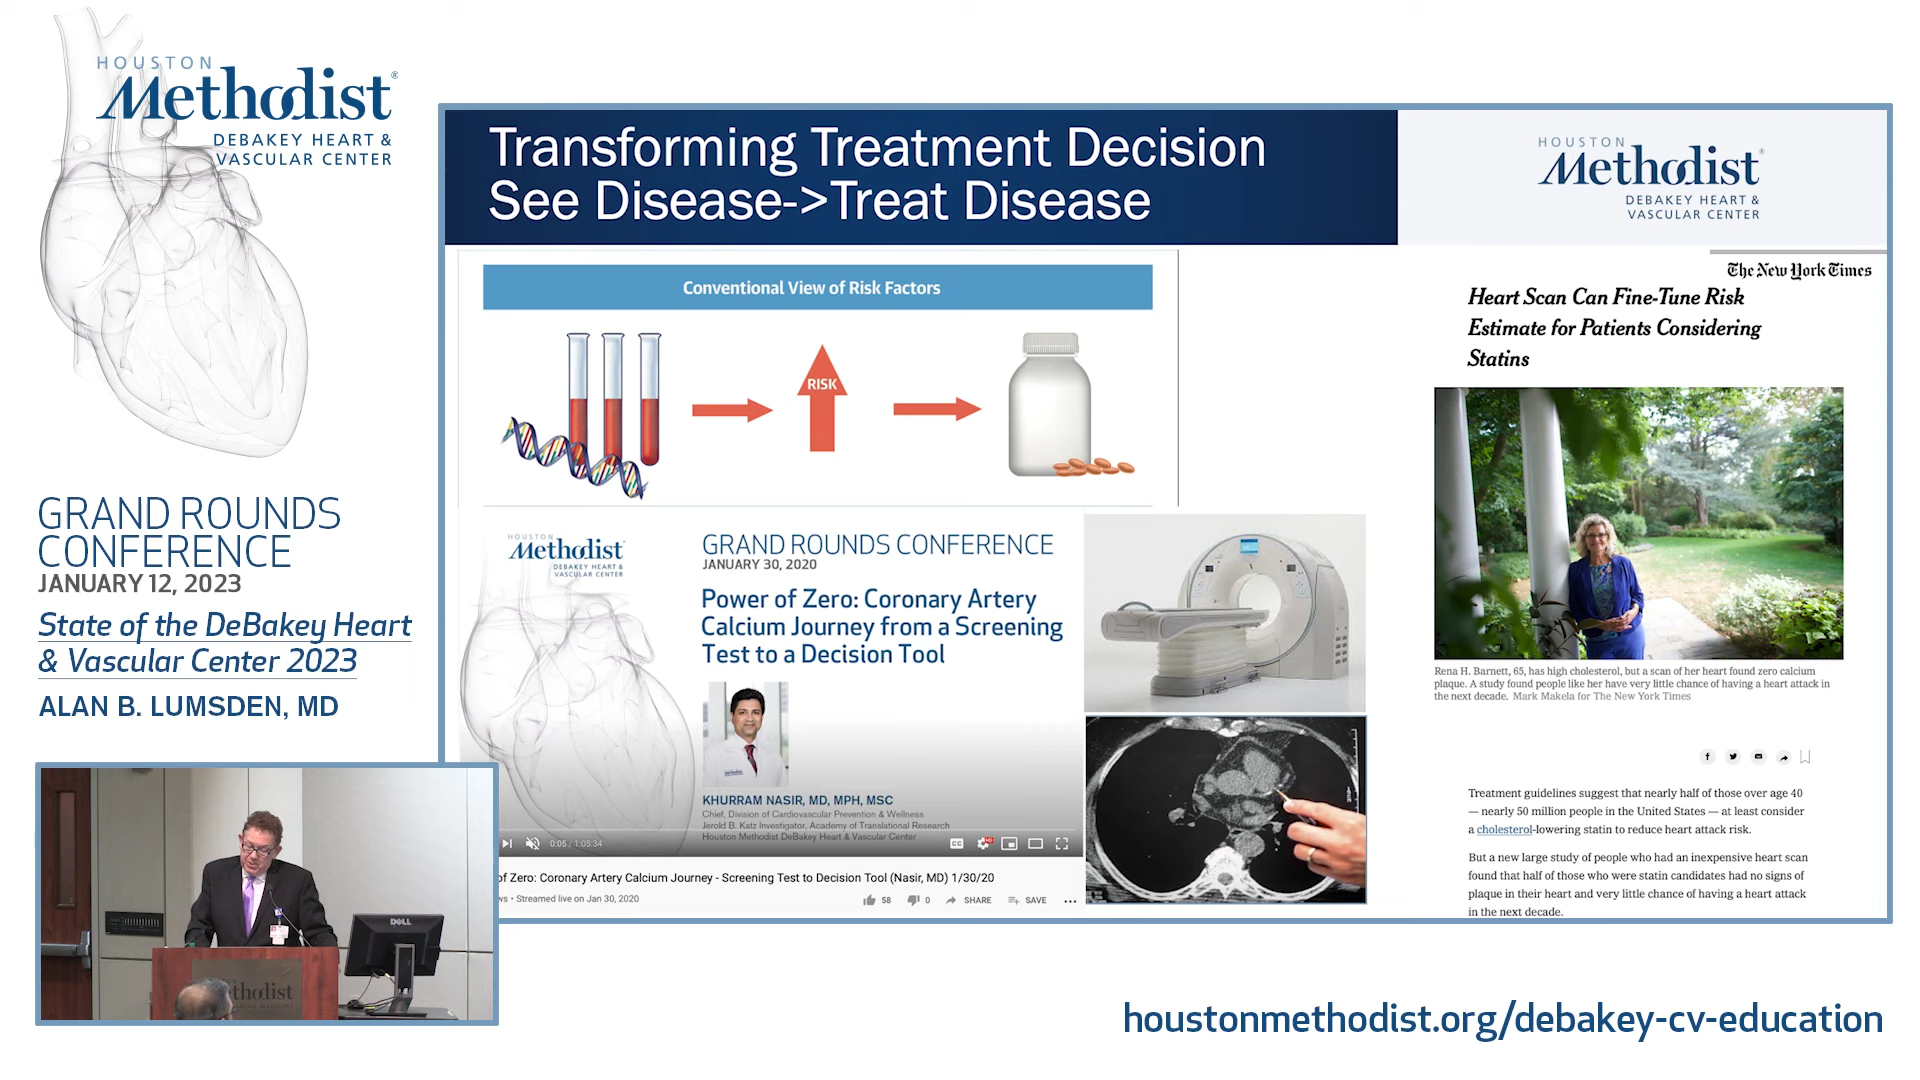 HOUSTON
Methodist®
DEBAKEY HEART &
VASCULAR CENTER
GRAND ROUNDS
CONFERENCE
JANUARY 12, 2023
State of the DeBakey Heart
& Vascular Center 2023
ALAN B. LUMSDEN, MD
DELL
thodist
Transforming Treatment Decision
See Disease->Treat Disease
HOUSTON
Methodist®
DEBAKEY HEART &
VASCULAR CENTER
Conventional View of Risk Factors
RISK
HOUSTON
Methodist
DEBAKEY HEART &
VASCULAR CENTER
GRAND ROUNDS CONFERENCE
JANUARY 30, 2020
Power of Zero: Coronary Artery
Calcium Journey from a Screening
Test to a Decision Tool
KHURRAM NASIR, MD, MPH, MSC
Chief, Division of Cardiovascular Prevention & Wellness
Jerold B. Katz Investigator, Academy of Translational Research
Houston Methodist DeBakey Heart & Vascular Center
0:05 / 1:05:34
CC
HD
of Zero: Coronary Artery Calcium Journey - Screening Test to Decision Tool (Nasir, MD) 1/30/20
ws • Streamed live on Jan 30, 2020
58
0
SHARE
SAVE
The New York Times
Heart Scan Can Fine-Tune Risk
Estimate for Patients Considering
Statins
Rena H. Barnett, 65, has high cholesterol, but a scan of her heart found zero calcium
plaque. A study found people like her have very little chance of having a heart attack in
the next decade. Mark Makela for The New York Times
Treatment guidelines suggest that nearly half of those over age 40
— nearly 50 million people in the United States — at least consider
a cholesterol-lowering statin to reduce heart attack risk.
But a new large study of people who had an inexpensive heart scan
found that half of those who were statin candidates had no signs of
plaque in their heart and very little chance of having a heart attack
in the next decade.
houstonmethodist.org/debakey-cv-education